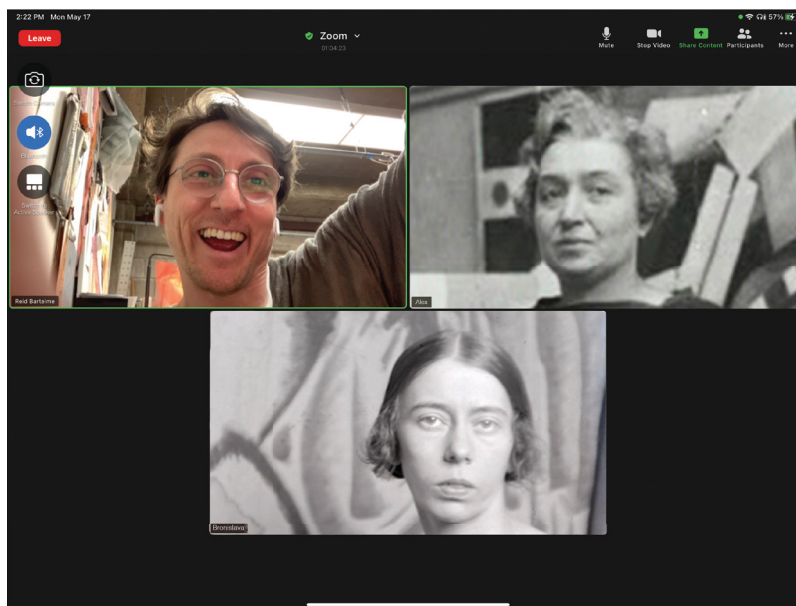 2:22 PM Mon May 17
57%
Leave
Zoom
01:34:23
Mute
Stop Video
Share Content
Participants
More
Reid Bartelme
Alex
Bronislava